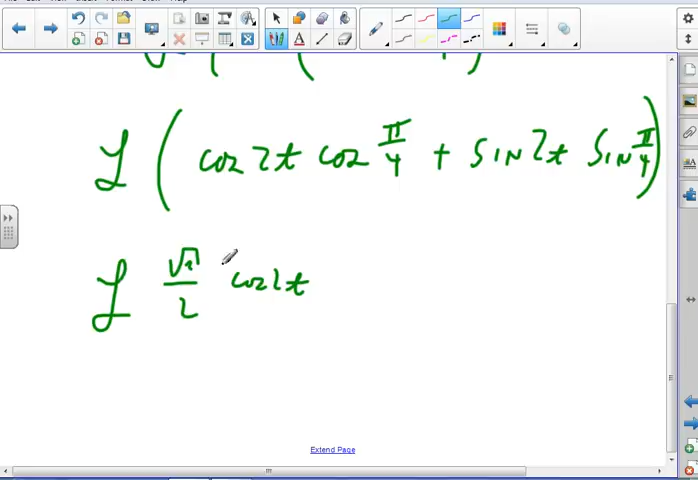 ℒ ( cos 2t cos π/4 + sin 2t sin π/4 )
ℒ √2/2 cos 2t
Extend Page